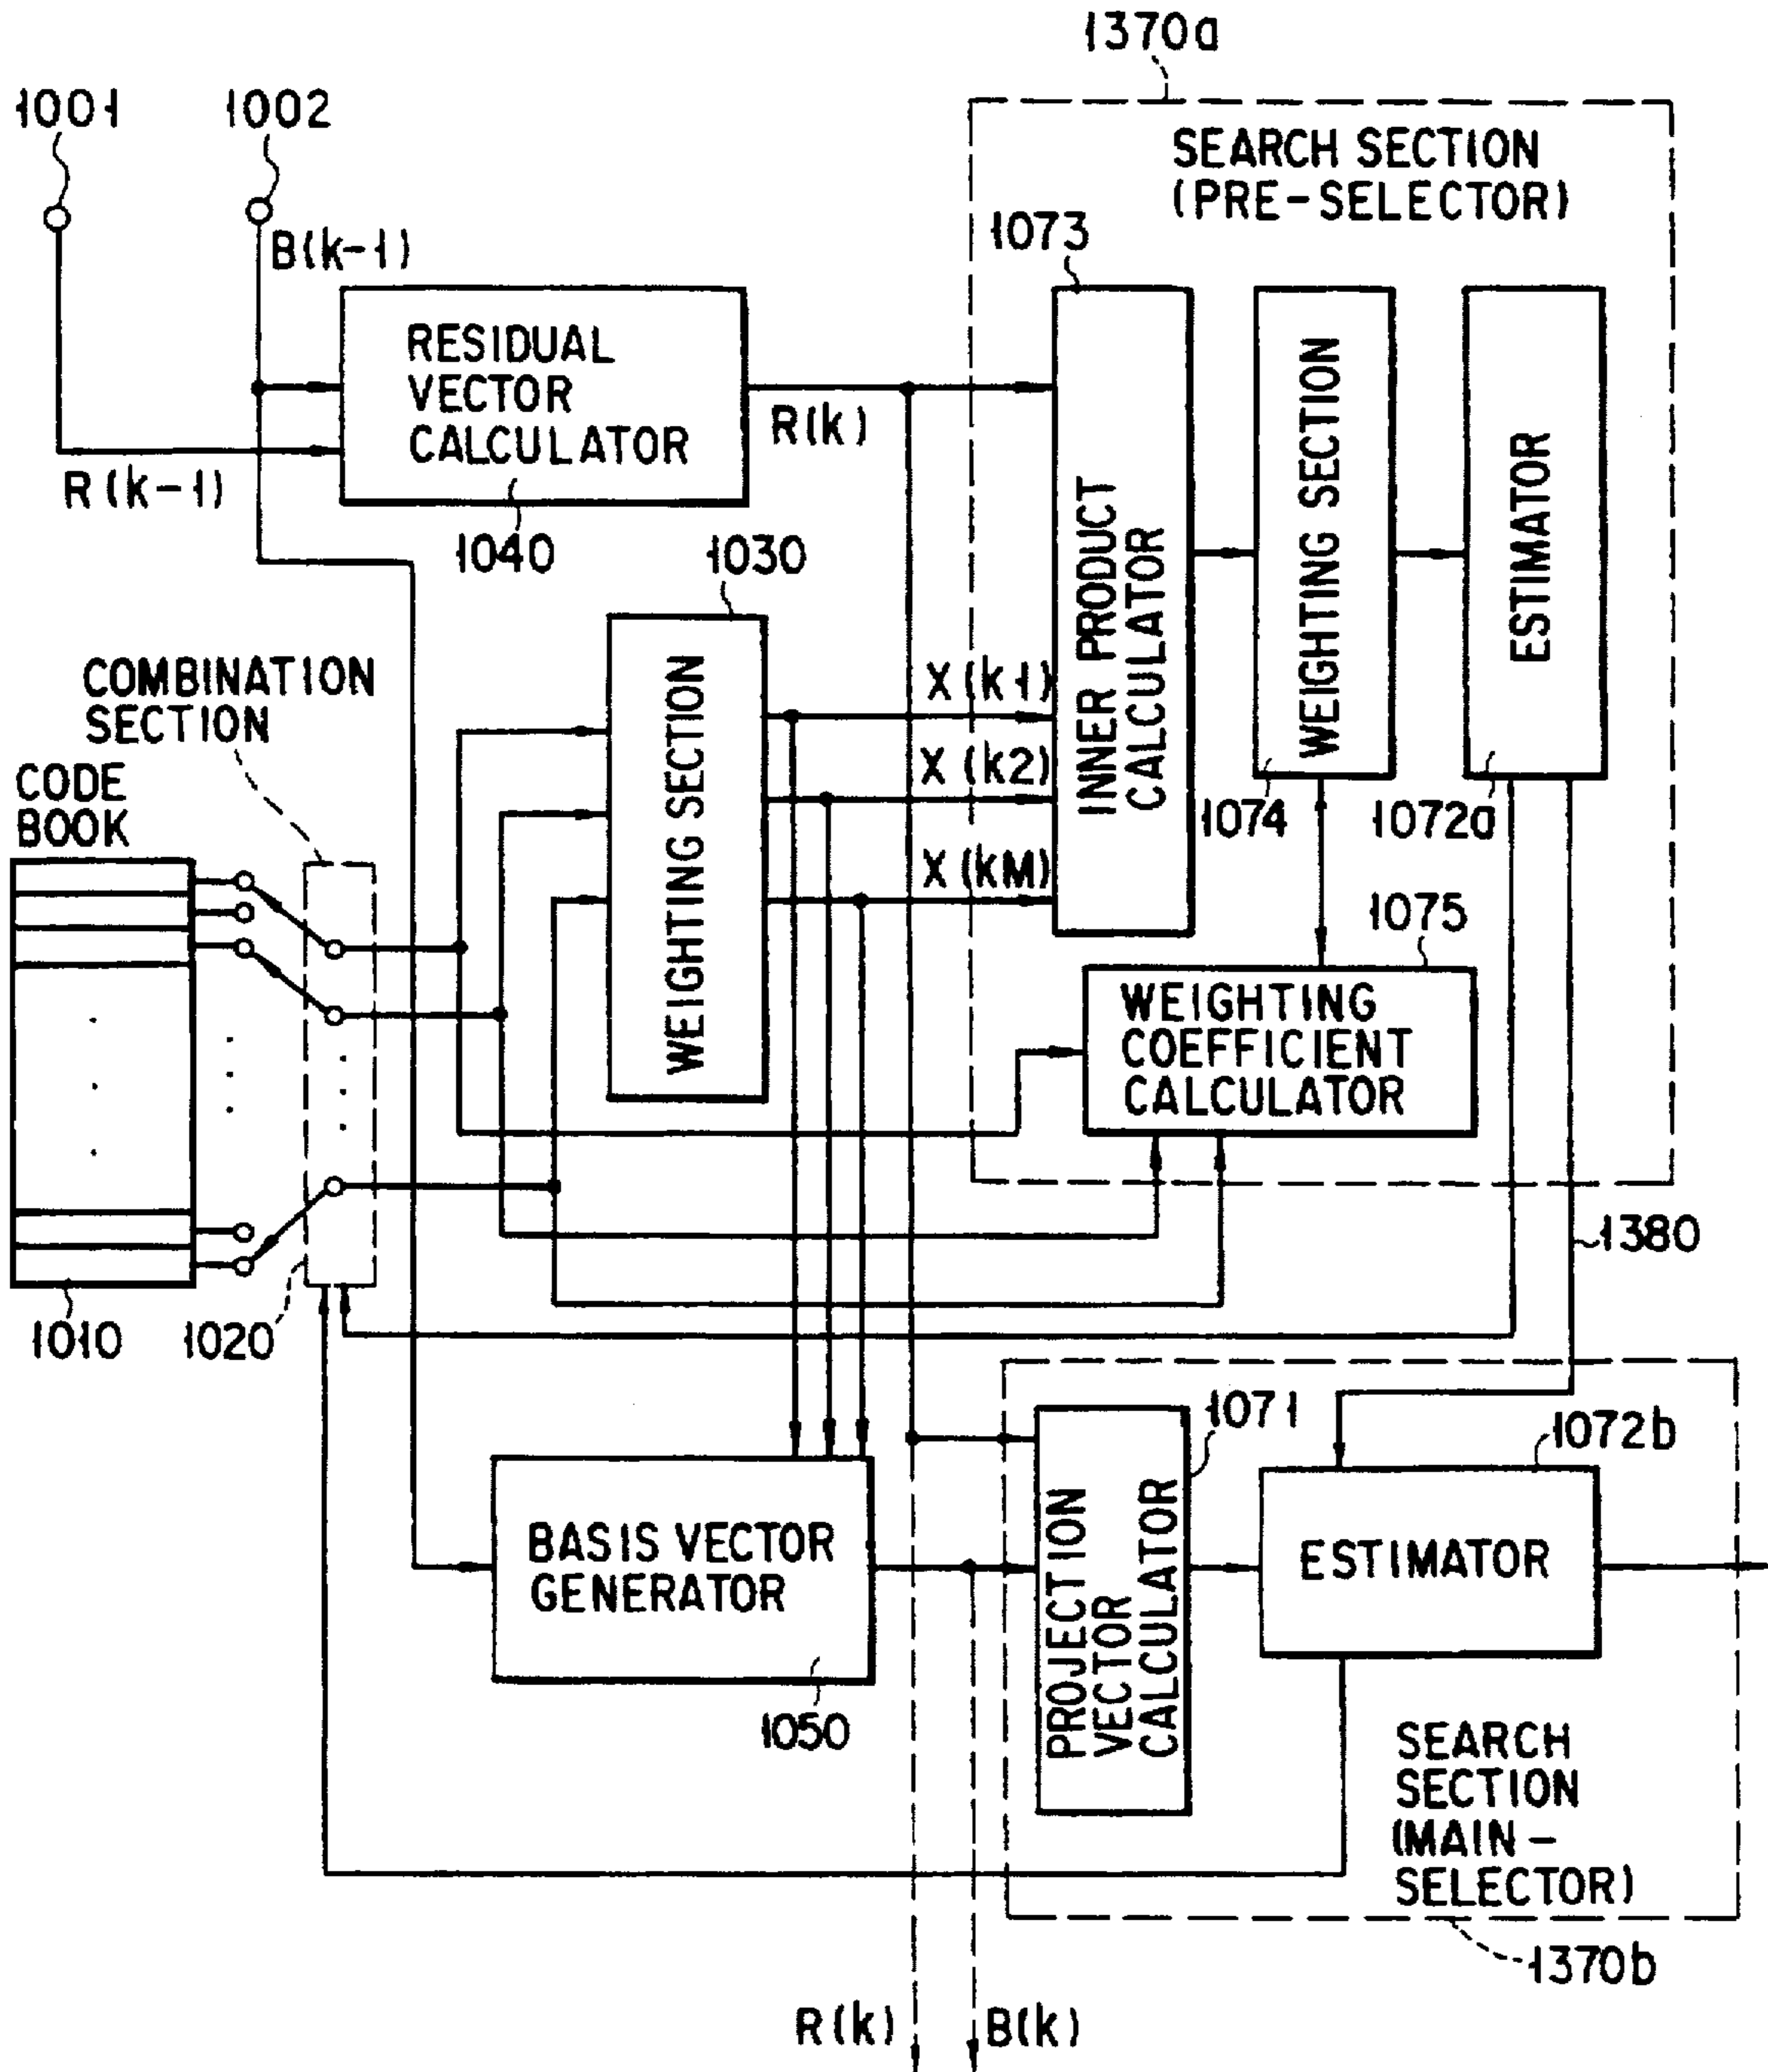 1370a
1001
1002
SEARCH SECTION
(PRE-SELECTOR)
B(k-1)
1073
RESIDUAL
VECTOR
CALCULATOR
R(k)
R(k-1)
1040
1030
INNER PRODUCT
CALCULATOR
WEIGHTING SECTION
ESTIMATOR
COMBINATION
SECTION
WEIGHTING SECTION
X(k1)
X(k2)
X(kM)
1074
1072a
CODE
BOOK
1075
WEIGHTING
COEFFICIENT
CALCULATOR
1380
1010
1020
1071
1072b
BASIS VECTOR
GENERATOR
PROJECTION
VECTOR
CALCULATOR
ESTIMATOR
1050
SEARCH
SECTION
(MAIN-
SELECTOR)
1370b
R(k)
B(k)